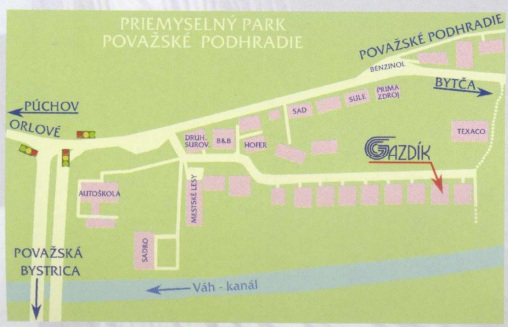 PRIEMYSELNÝ PARK
POVAŽSKÉ PODHRADIE
POVAŽSKÉ PODHRADIE
BENZINOL
BYTČA
PÚCHOV
ORLOVÉ
SAD
SULE
PRIMA
ZDROJ
TEXACO
DRUH.
SUROV.
B&B
HOFER
GAZDÍK
AUTOŠKOLA
MESTSKÉ LESY
SADRO
POVAŽSKÁ
BYSTRICA
Váh - kanál